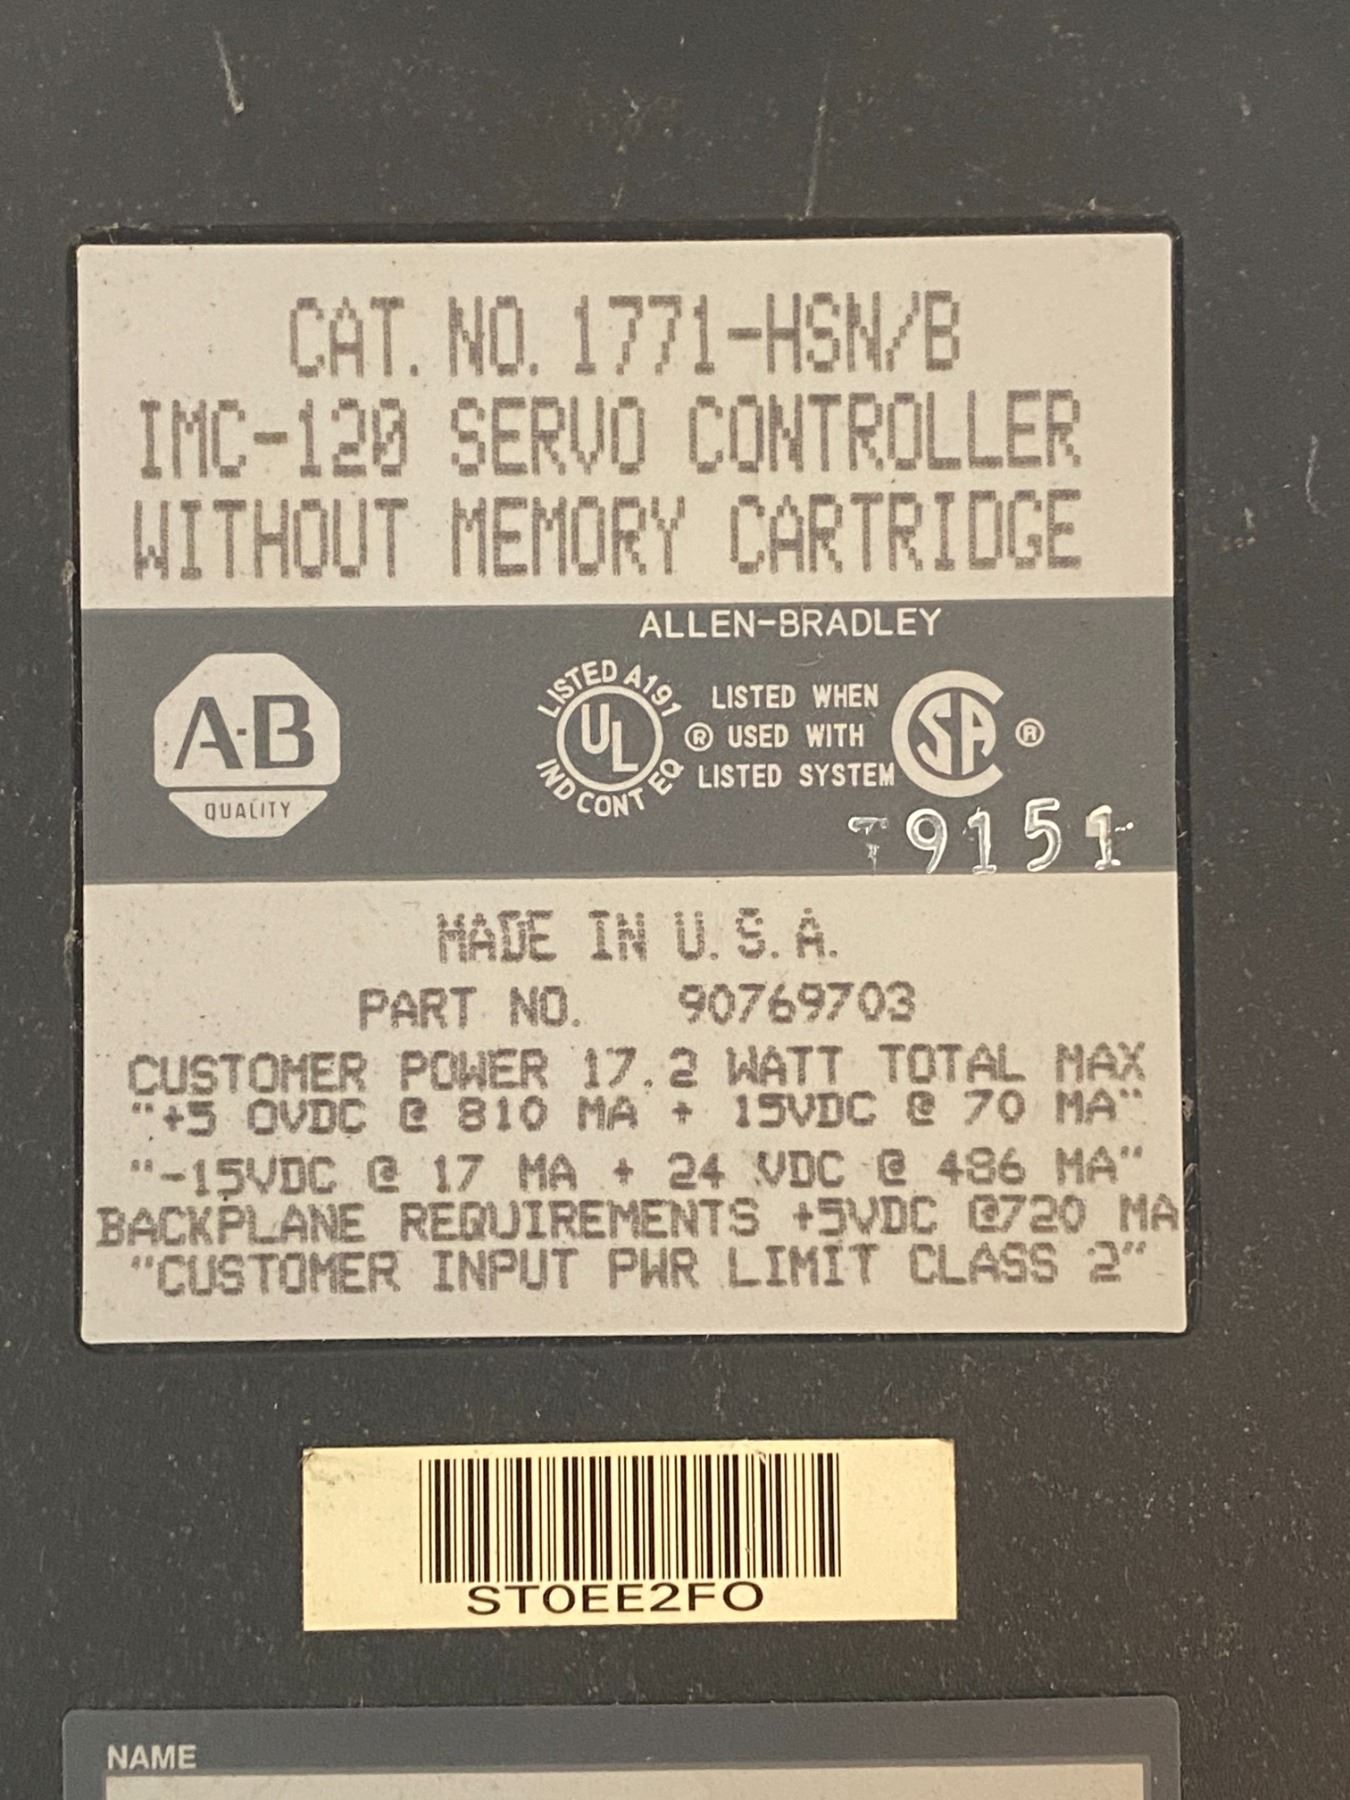 CAT. NO. 1771-HSN/B
IMC-120 SERVO CONTROLLER
WITHOUT MEMORY CARTRIDGE
ALLEN-BRADLEY
A-B
QUALITY
LISTED A191
UL
IND CONT EQ
®
LISTED WHEN
USED WITH
LISTED SYSTEM
SA
®
T9151
MADE IN U.S.A.
PART NO. 90769703
CUSTOMER POWER 17.2 WATT TOTAL MAX
"+5 0VDC @ 810 MA + 15VDC @ 70 MA"
"-15VDC @ 17 MA + 24 VDC @ 486 MA"
BACKPLANE REQUIREMENTS +5VDC @720 MA
"CUSTOMER INPUT PWR LIMIT CLASS 2"
ST0EE2F0
NAME